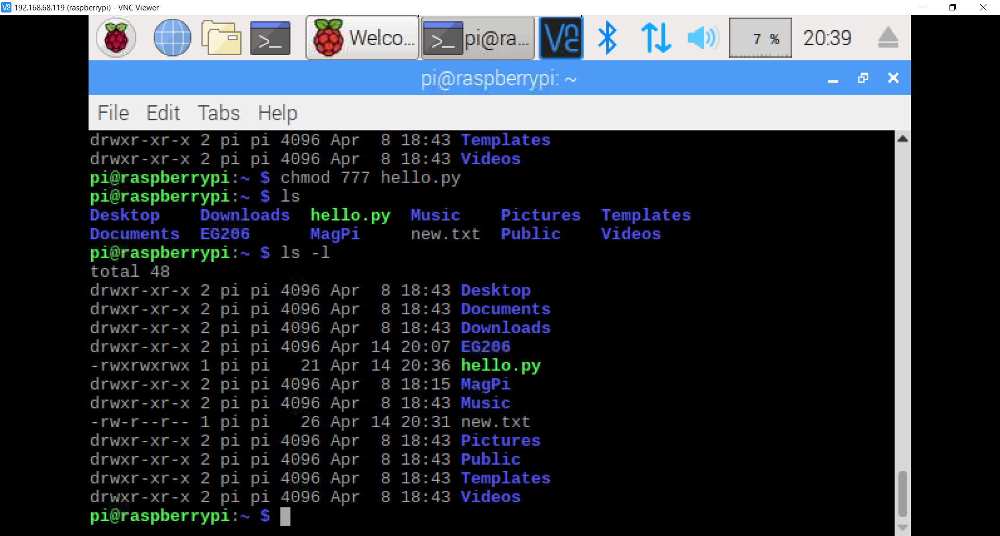 192.168.68.119 (raspberrypi) - VNC Viewer
Welco... pi@ra... 7 % 20:39
pi@raspberrypi: ~
File Edit Tabs Help
drwxr-xr-x 2 pi pi 4096 Apr  8 18:43 Templates
drwxr-xr-x 2 pi pi 4096 Apr  8 18:43 Videos
pi@raspberrypi:~ $ chmod 777 hello.py
pi@raspberrypi:~ $ ls
Desktop    Downloads  hello.py  Music    Pictures  Templates
Documents  EG206      MagPi     new.txt  Public    Videos
pi@raspberrypi:~ $ ls -l
total 48
drwxr-xr-x 2 pi pi 4096 Apr  8 18:43 Desktop
drwxr-xr-x 2 pi pi 4096 Apr  8 18:43 Documents
drwxr-xr-x 2 pi pi 4096 Apr  8 18:43 Downloads
drwxr-xr-x 2 pi pi 4096 Apr 14 20:07 EG206
-rwxrwxrwx 1 pi pi   21 Apr 14 20:36 hello.py
drwxr-xr-x 2 pi pi 4096 Apr  8 18:15 MagPi
drwxr-xr-x 2 pi pi 4096 Apr  8 18:43 Music
-rw-r--r-- 1 pi pi   26 Apr 14 20:31 new.txt
drwxr-xr-x 2 pi pi 4096 Apr  8 18:43 Pictures
drwxr-xr-x 2 pi pi 4096 Apr  8 18:43 Public
drwxr-xr-x 2 pi pi 4096 Apr  8 18:43 Templates
drwxr-xr-x 2 pi pi 4096 Apr  8 18:43 Videos
pi@raspberrypi:~ $